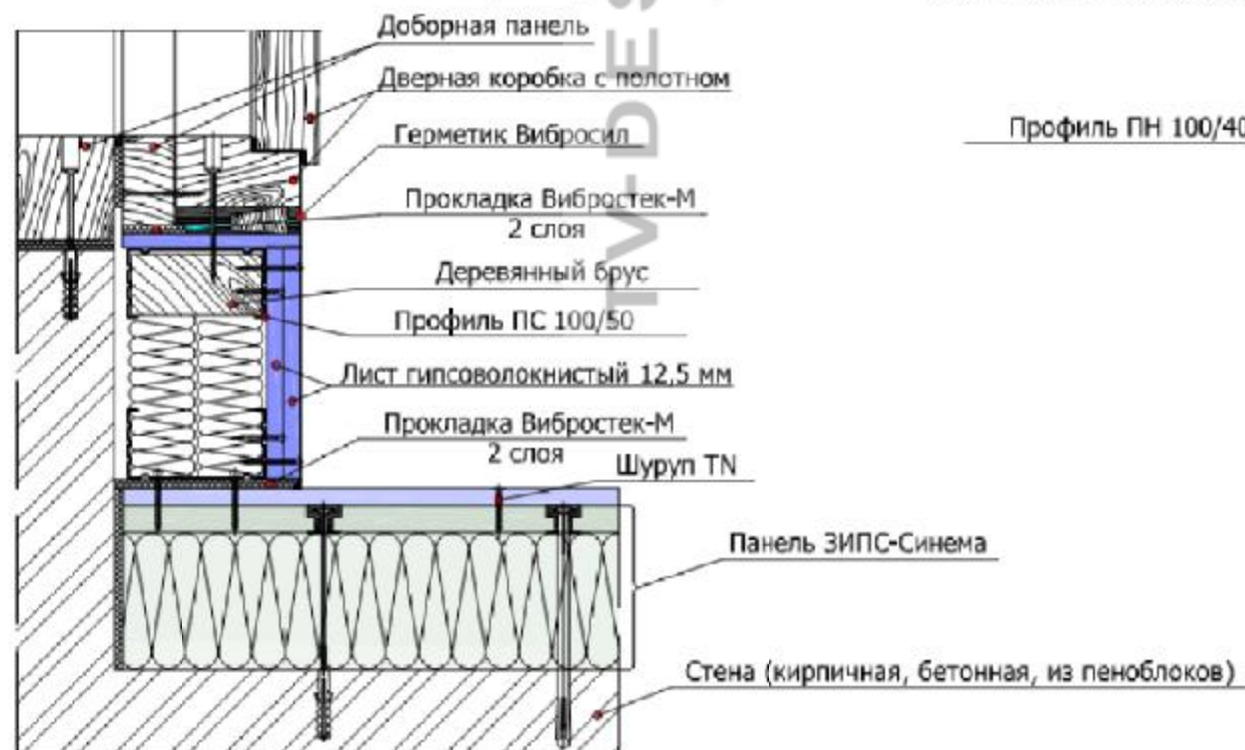 Доборная панель
Дверная коробка с полотном
Герметик Вибросил
Профиль ПН 100/40
Прокладка Вибростек-М
2 слоя
Деревянный брус
Профиль ПС 100/50
Лист гипсоволокнистый 12,5 мм
Прокладка Вибростек-М
2 слоя
Шуруп TN
Панель ЗИПС-Синема
Стена (кирпичная, бетонная, из пеноблоков)
TV-DES